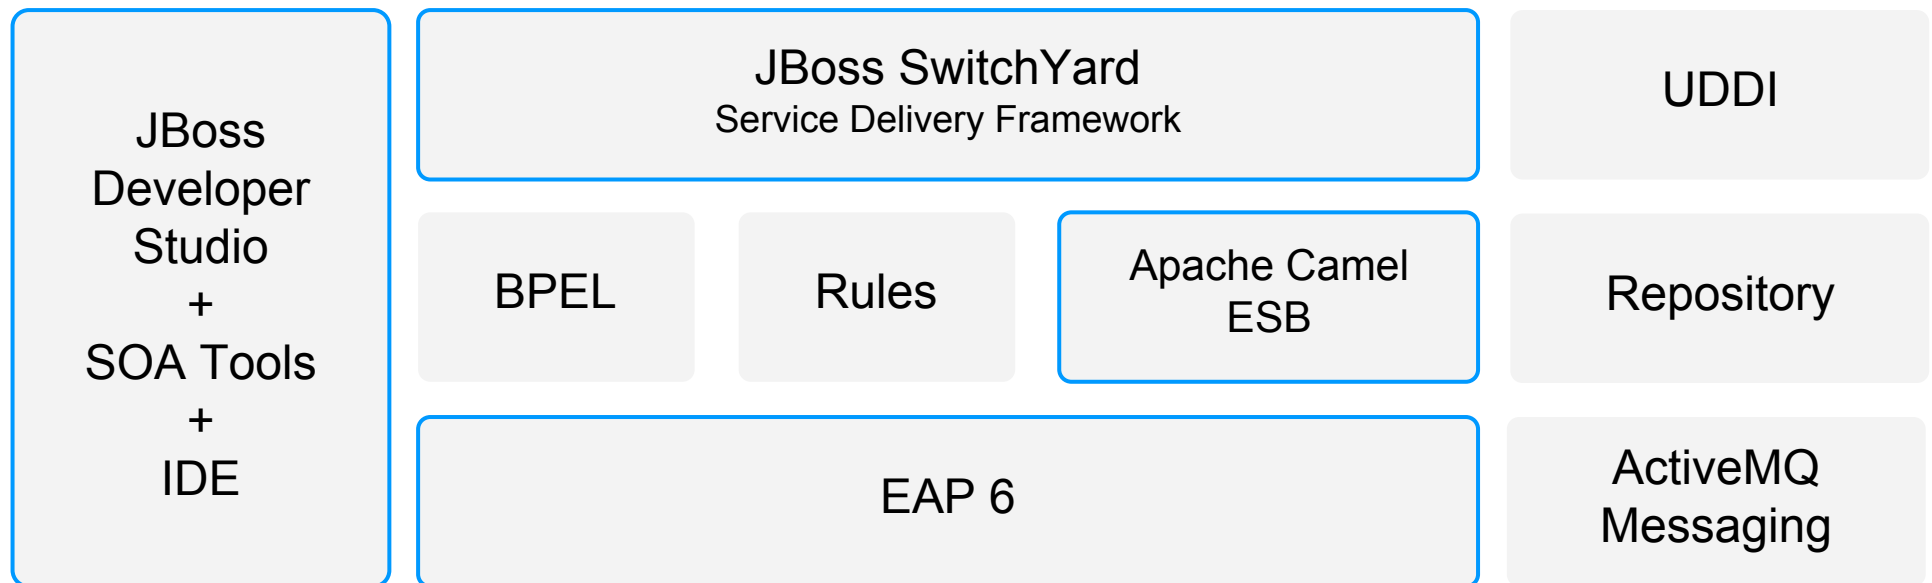 JBoss
Developer
Studio
+
SOA Tools
+
IDE
JBoss SwitchYard
Service Delivery Framework
UDDI
BPEL
Rules
Apache Camel
ESB
Repository
EAP 6
ActiveMQ
Messaging